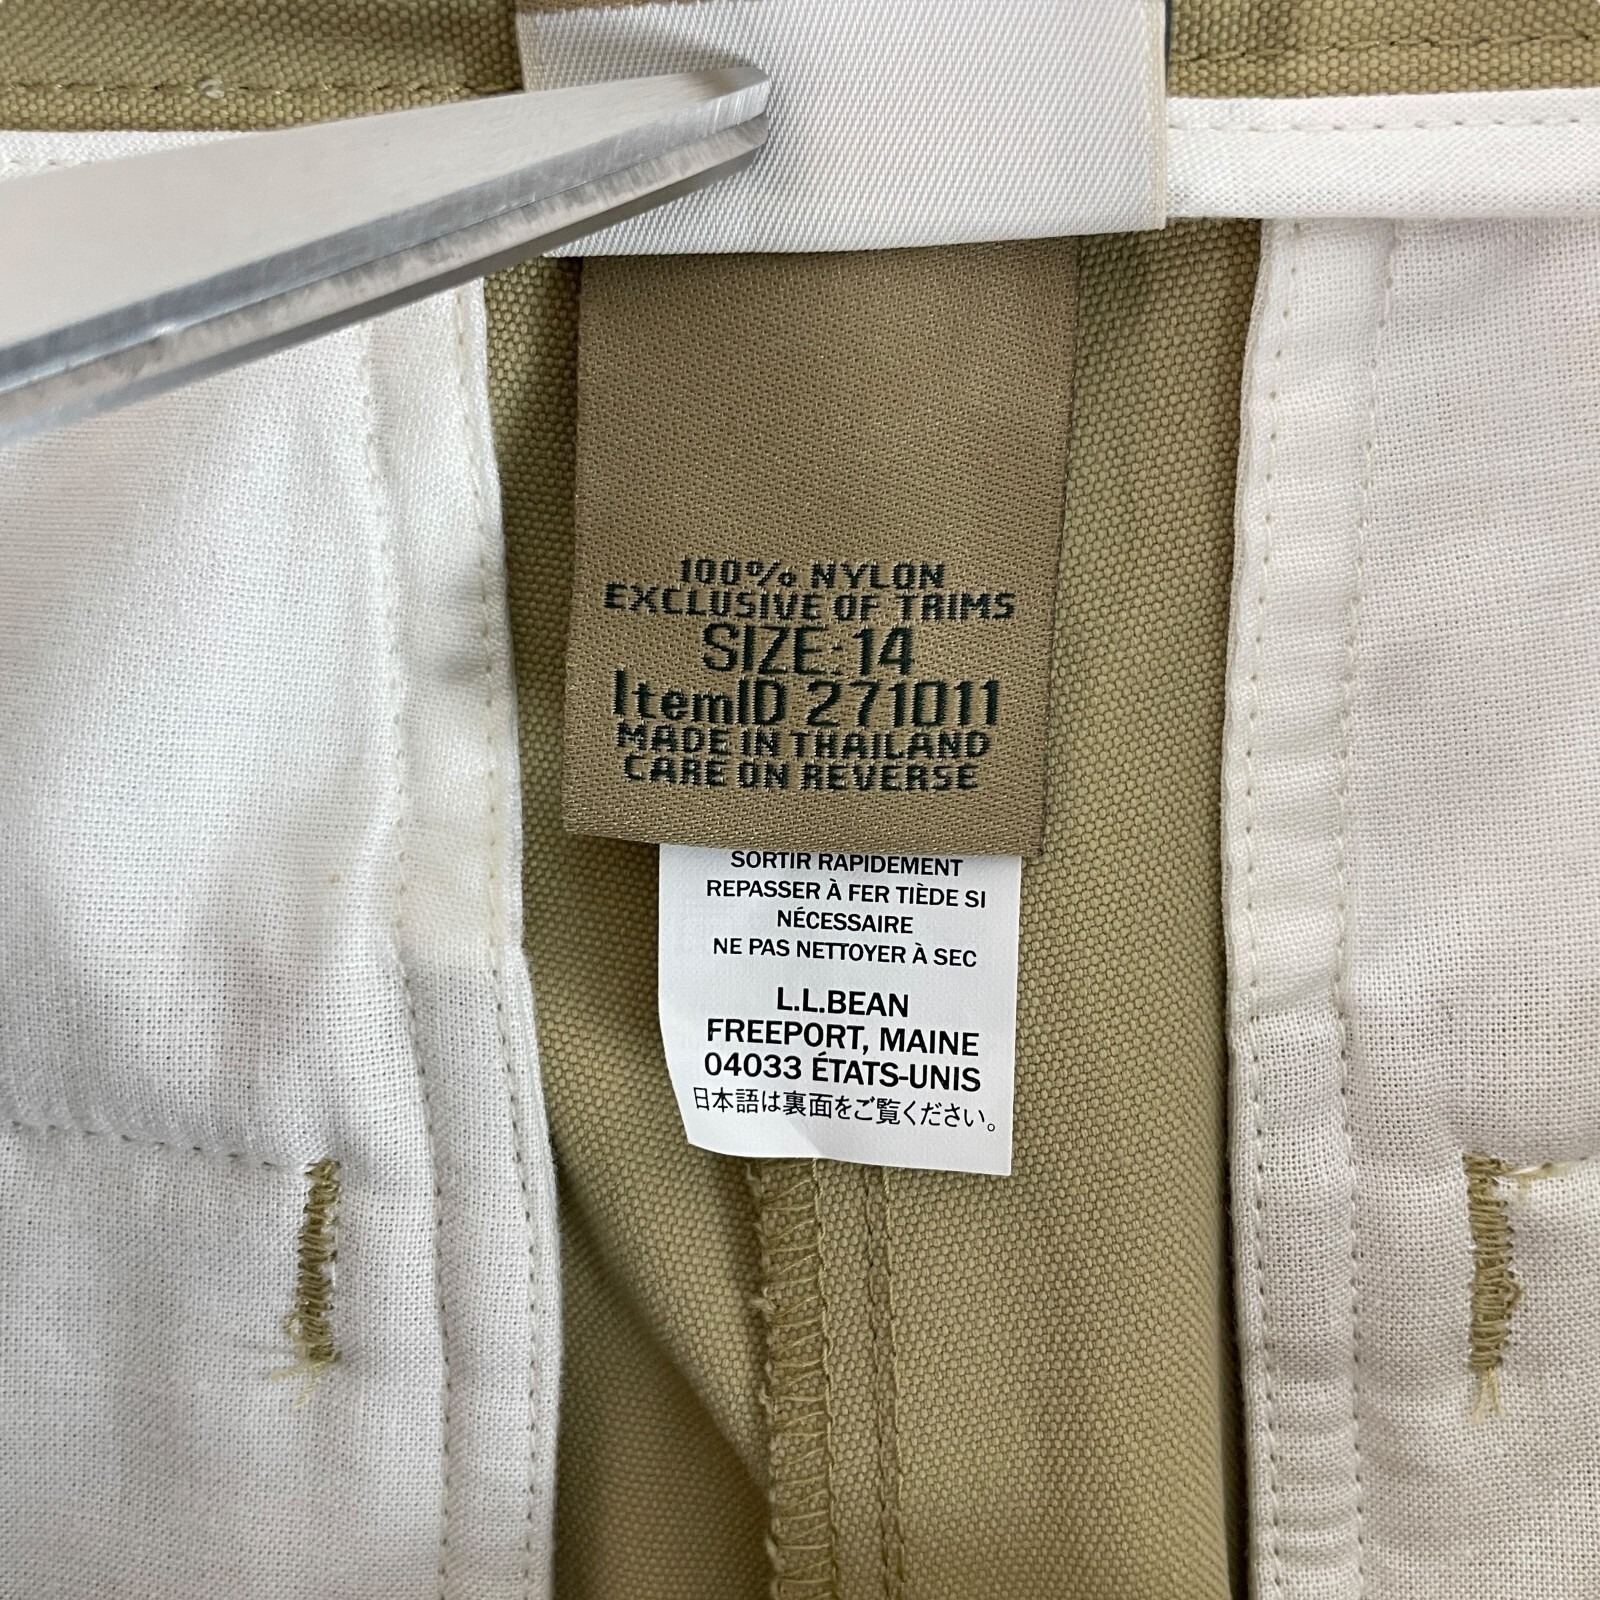 100% NYLON
EXCLUSIVE OF TRIMS
SIZE: 14
ItemID 271011
MADE IN THAILAND
CARE ON REVERSE
SORTIR RAPIDEMENT
REPASSER À FER TIÈDE SI
NÉCESSAIRE
NE PAS NETTOYER À SEC
L.L.BEAN
FREEPORT, MAINE
04033 ÉTATS-UNIS
日本語は裏面をご覧ください。